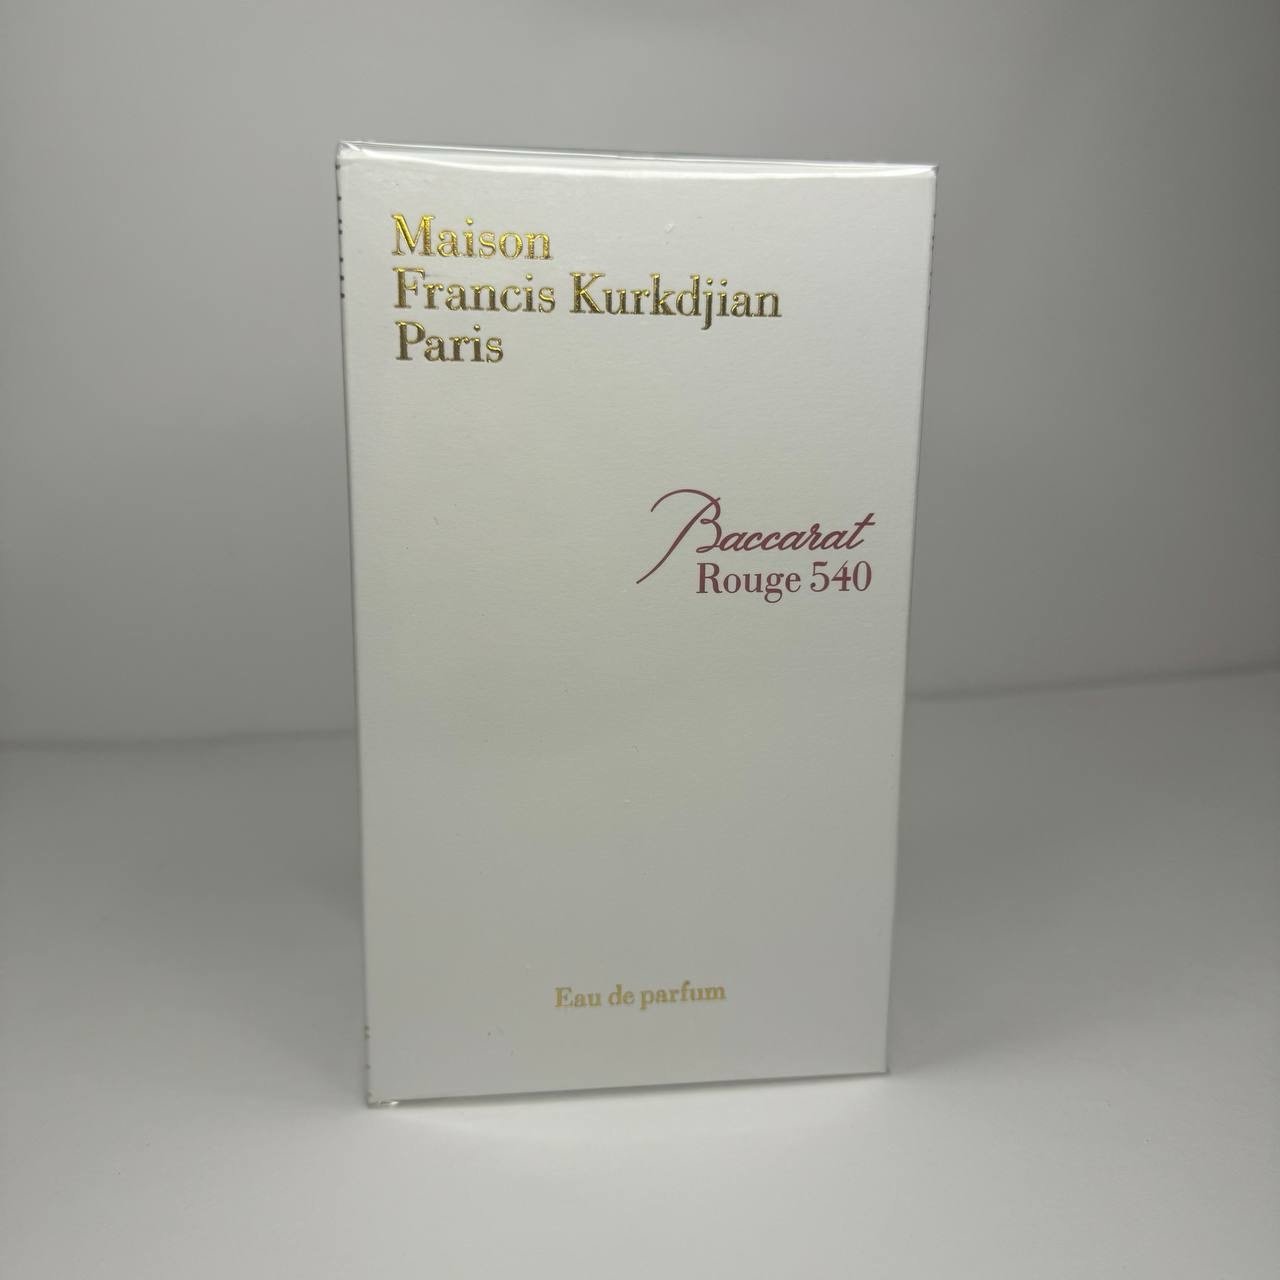 Maison
Francis Kurkdjian
Paris
Baccarat
Rouge 540
Eau de parfum